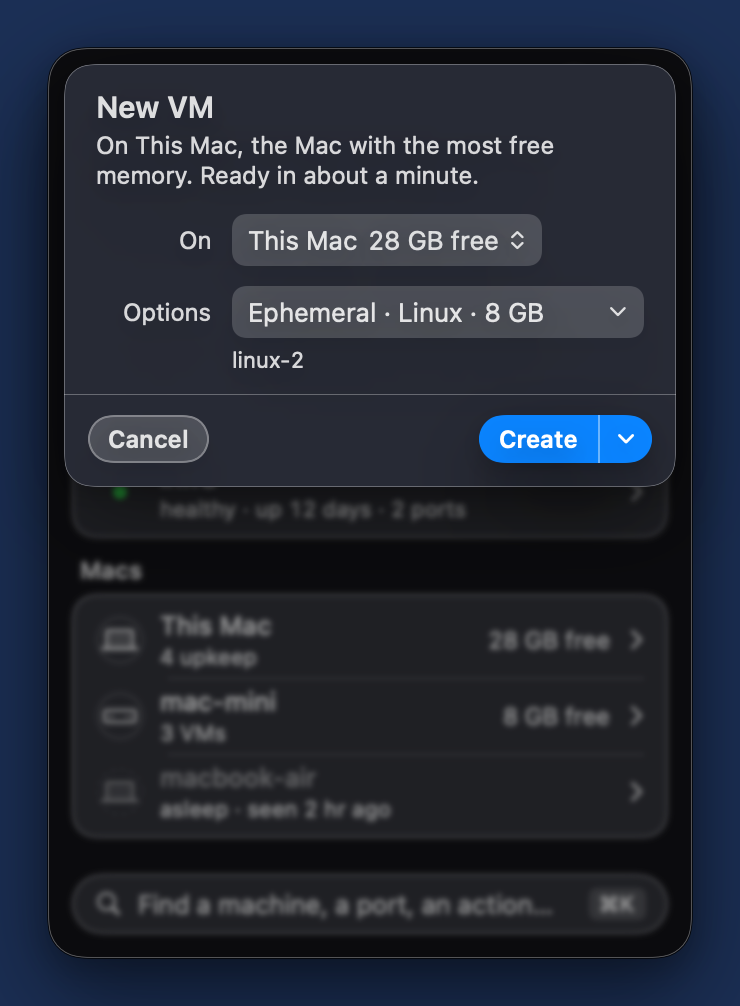 New VM
On This Mac, the Mac with the most free
memory. Ready in about a minute.
On
This Mac 28 GB free
Options
Ephemeral · Linux · 8 GB
linux-2
Cancel
Create
healthy · up 12 days · 2 ports
Macs
This Mac
28 GB free
4 upkeep
mac-mini
8 GB free
3 VMs
macbook-air
asleep · seen 2 hr ago
Find a machine, a port, an action...
⌘K